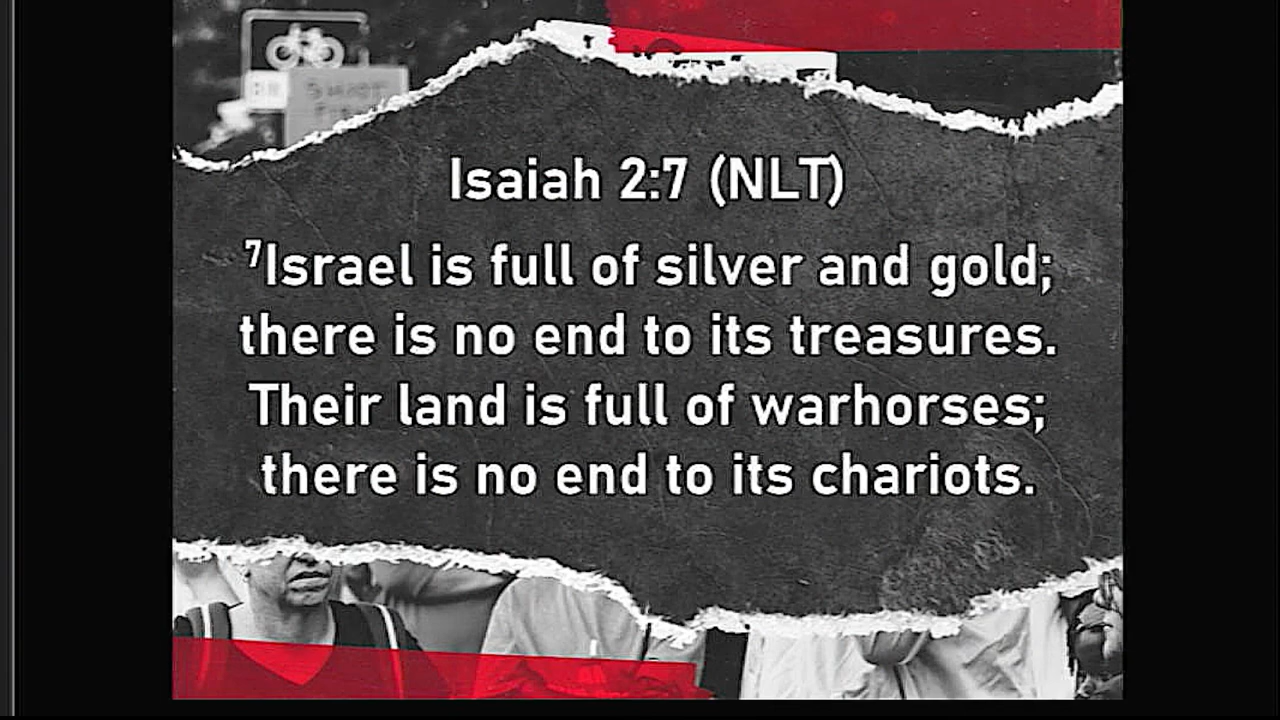 Isaiah 2:7 (NLT)
⁷Israel is full of silver and gold;
there is no end to its treasures.
Their land is full of warhorses;
there is no end to its chariots.